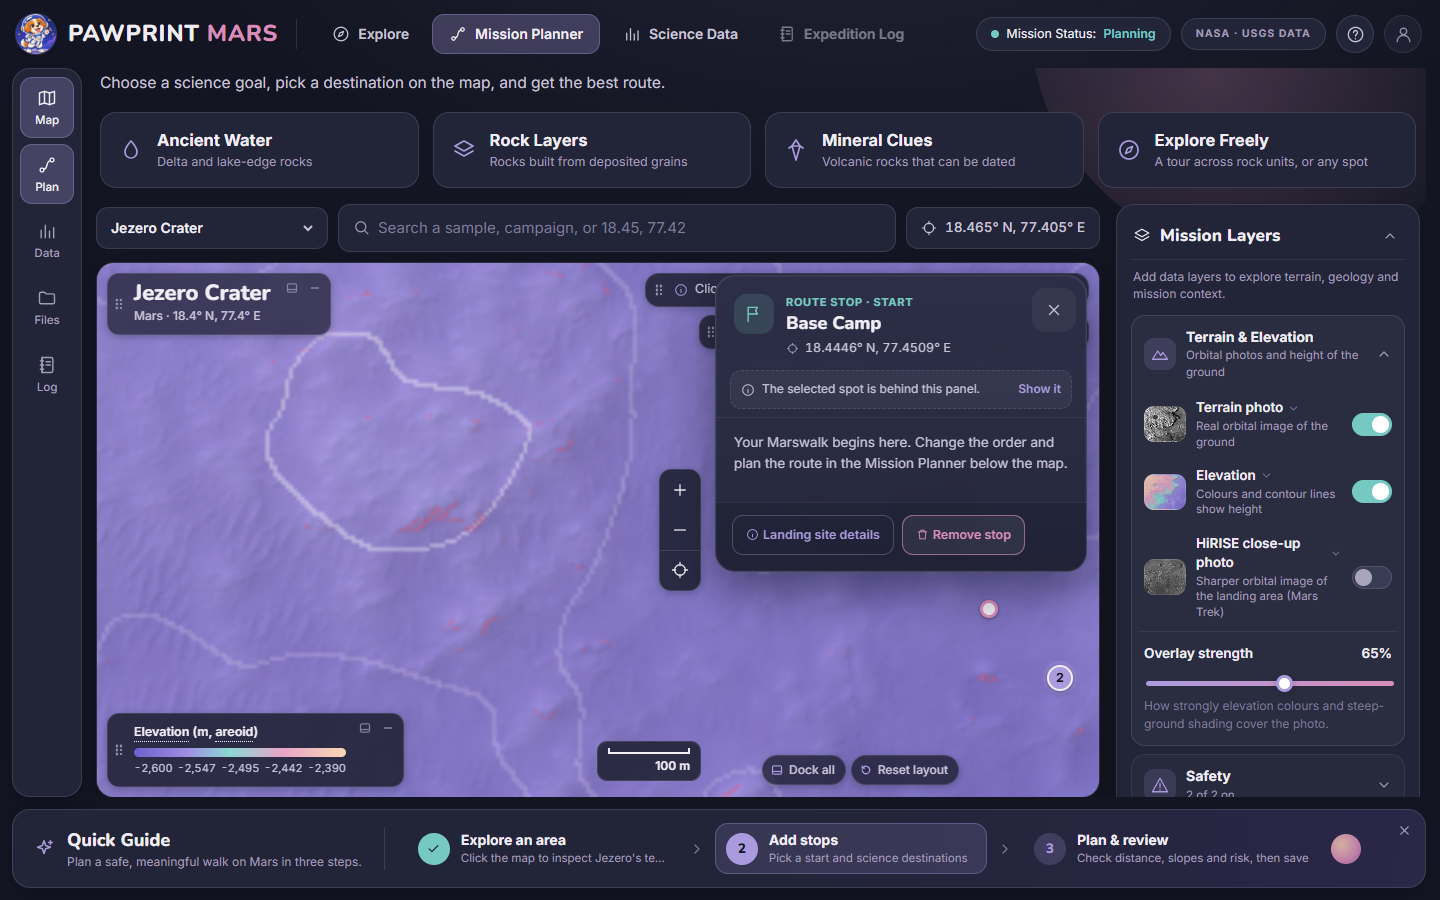 PAWPRINT MARS
Explore
Mission Planner
Science Data
Expedition Log
Mission Status: Planning
NASA · USGS DATA
Map
Plan
Data
Files
Log
Choose a science goal, pick a destination on the map, and get the best route.
Ancient Water
Delta and lake-edge rocks
Rock Layers
Rocks built from deposited grains
Mineral Clues
Volcanic rocks that can be dated
Explore Freely
A tour across rock units, or any spot
Jezero Crater
Search a sample, campaign, or 18.45, 77.42
18.465° N, 77.405° E
Jezero Crater
Mars · 18.4° N, 77.4° E
ROUTE STOP · START
Base Camp
18.4446° N, 77.4509° E
The selected spot is behind this panel.
Show it
Your Marswalk begins here. Change the order and
plan the route in the Mission Planner below the map.
Landing site details
Remove stop
+
−
2
Elevation (m, areoid)
-2,600 -2,547 -2,495 -2,442 -2,390
100 m
Dock all
Reset layout
Mission Layers
Add data layers to explore terrain, geology and
mission context.
Terrain & Elevation
Orbital photos and height of the
ground
Terrain photo
Real orbital image of the
ground
Elevation
Colours and contour lines
show height
HiRISE close-up
photo
Sharper orbital image of
the landing area (Mars
Trek)
Overlay strength
65%
How strongly elevation colours and steep-
ground shading cover the photo.
Safety
2 of 2 on
Quick Guide
Plan a safe, meaningful walk on Mars in three steps.
Explore an area
Click the map to inspect Jezero's te...
2
Add stops
Pick a start and science destinations
3
Plan & review
Check distance, slopes and risk, then save